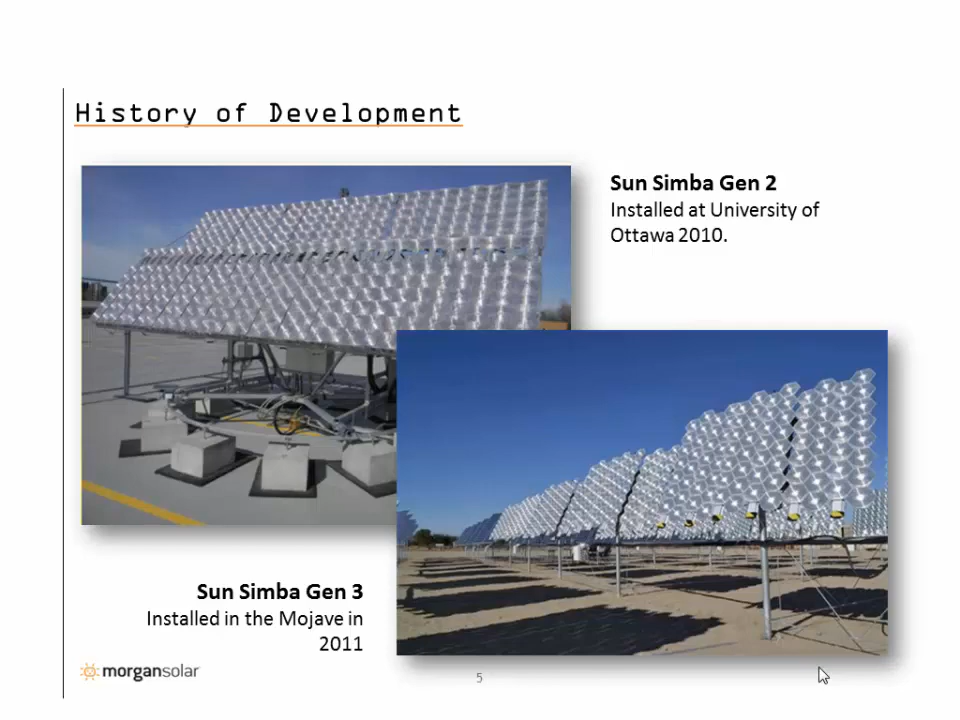 History of Development
Sun Simba Gen 2
Installed at University of
Ottawa 2010.
Sun Simba Gen 3
Installed in the Mojave in
2011
morgansolar
5